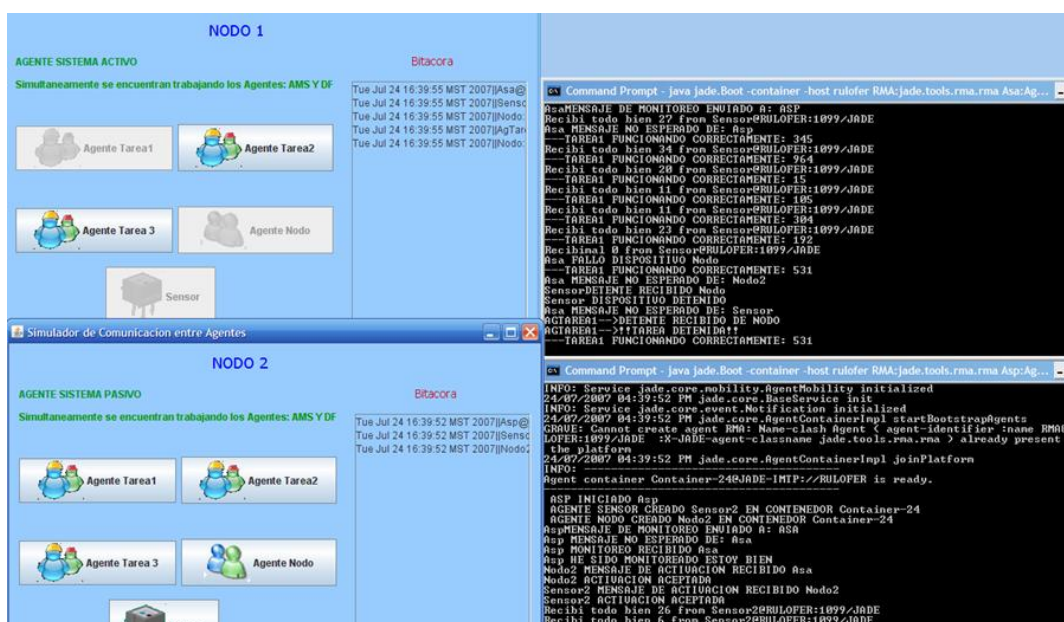 NODO 1
AGENTE SISTEMA ACTIVO
Simultaneamente se encuentran trabajando los Agentes: AMS Y DF
Bitacora
Tue Jul 24 16:39:55 MST 2007||Asa@
Tue Jul 24 16:39:55 MST 2007||Senso
Tue Jul 24 16:39:55 MST 2007||Nodo:
Tue Jul 24 16:39:55 MST 2007||AgTare
Tue Jul 24 16:39:55 MST 2007||Nodo:
Agente Tarea1
Agente Tarea2
Agente Tarea 3
Agente Nodo
Sensor
Simulador de Comunicacion entre Agentes
NODO 2
AGENTE SISTEMA PASIVO
Simultaneamente se encuentran trabajando los Agentes: AMS Y DF
Bitacora
Tue Jul 24 16:39:52 MST 2007||Asp@
Tue Jul 24 16:39:52 MST 2007||Senso
Tue Jul 24 16:39:52 MST 2007||Nodo2
Agente Tarea1
Agente Tarea2
Agente Tarea 3
Agente Nodo
Command Prompt - java jade.Boot -container -host rulofer RMA:jade.tools.rma.rma Asa:Ag...
AsaMENSAJE DE MONITOREO ENVIADO A: ASP
Recibi todo bien 27 from Sensor@RULOFER:1099/JADE
Asa MENSAJE NO ESPERADO DE: Asp
---TAREA1 FUNCIONANDO CORRECTAMENTE: 345
Recibi todo bien 34 from Sensor@RULOFER:1099/JADE
---TAREA1 FUNCIONANDO CORRECTAMENTE: 964
Recibi todo bien 20 from Sensor@RULOFER:1099/JADE
---TAREA1 FUNCIONANDO CORRECTAMENTE: 15
Recibi todo bien 11 from Sensor@RULOFER:1099/JADE
---TAREA1 FUNCIONANDO CORRECTAMENTE: 105
Recibi todo bien 11 from Sensor@RULOFER:1099/JADE
---TAREA1 FUNCIONANDO CORRECTAMENTE: 304
Recibi todo bien 23 from Sensor@RULOFER:1099/JADE
---TAREA1 FUNCIONANDO CORRECTAMENTE: 192
Recibimal 0 from Sensor@RULOFER:1099/JADE
Asa FALLO DISPOSITIVO Nodo
---TAREA1 FUNCIONANDO CORRECTAMENTE: 531
Asa MENSAJE NO ESPERADO DE: Nodo2
SensorDETENTE RECIBIDO Nodo
Sensor DISPOSITIVO DETENIDO
Asa MENSAJE NO ESPERADO DE: Sensor
AGTAREA1-->DETENTE RECIBIDO DE NODO
AGTAREA1-->!!TAREA DETENIDA!!
---TAREA1 FUNCIONANDO CORRECTAMENTE: 531
Command Prompt - java jade.Boot -container -host rulofer RMA:jade.tools.rma.rma Asp:Ag...
INFO: Service jade.core.mobility.AgentMobility initialized
24/07/2007 04:39:52 PM jade.core.BaseService init
INFO: Service jade.core.event.Notification initialized
24/07/2007 04:39:52 PM jade.core.AgentContainerImpl startBootstrapAgents
GRAVE: Cannot create agent RMA: Name-clash Agent ( agent-identifier :name RMA@
LOFER:1099/JADE :X-JADE-agent-classname jade.tools.rma.rma ) already present
the platform
24/07/2007 04:39:52 PM jade.core.AgentContainerImpl joinPlatform
INFO: ----------------------------------------
Agent container Container-24@JADE-IMTP://RULOFER is ready.
----------------------------------------
ASP INICIADO Asp
AGENTE SENSOR CREADO Sensor2 EN CONTENEDOR Container-24
AGENTE NODO CREADO Nodo2 EN CONTENEDOR Container-24
AspMENSAJE DE MONITOREO ENVIADO A: ASA
Asp MENSAJE NO ESPERADO DE: Asa
Asp MONITOREO RECIBIDO Asa
Asp HE SIDO MONITOREADO ESTOY BIEN
Nodo2 MENSAJE DE ACTIVACION RECIBIDO Asa
Nodo2 ACTIVACION ACEPTADA
Sensor2 MENSAJE DE ACTIVACION RECIBIDO Nodo2
Sensor2 ACTIVACION ACEPTADA
Recibi todo bien 26 from Sensor2@RULOFER:1099/JADE
Recibi todo bien 6 from Sensor2@RULOFER:1099/JADE